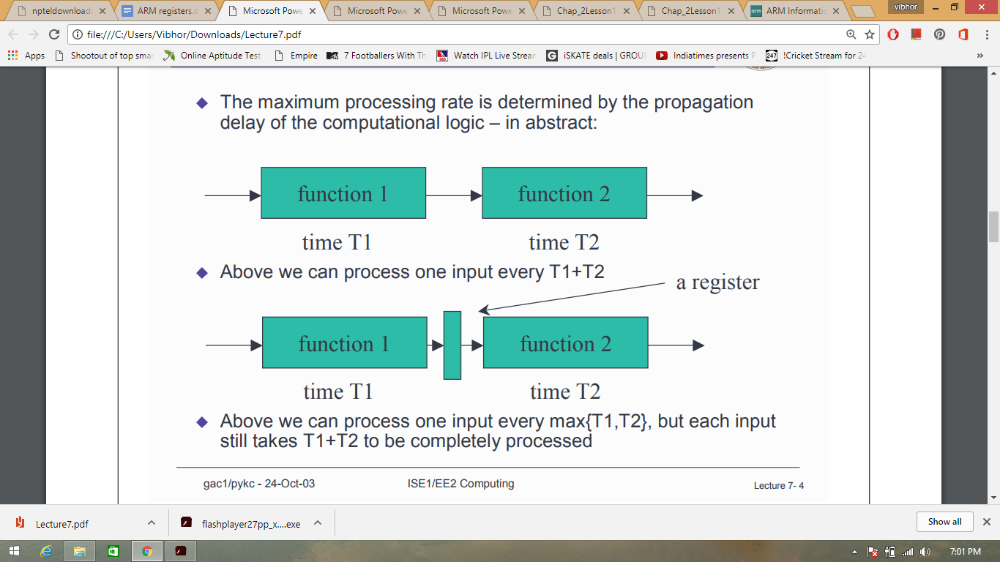 npteldownload:
ARM registers.d
Microsoft Powe
Microsoft Powe
Microsoft Powe
Chap_2Lesson1
Chap_2Lesson1
ARM Informatic
vibhor
file:///C:/Users/Vibhor/Downloads/Lecture7.pdf
Apps
Shootout of top smar
Online Aptitude Test
Empire
7 Footballers With Th
Watch IPL Live Stream
iSKATE deals | GROUP
Indiatimes presents P
!Cricket Stream for 24
The maximum processing rate is determined by the propagation
delay of the computational logic – in abstract:
function 1
function 2
time T1
time T2
Above we can process one input every T1+T2
a register
function 1
function 2
time T1
time T2
Above we can process one input every max{T1,T2}, but each input
still takes T1+T2 to be completely processed
gac1/pykc - 24-Oct-03
ISE1/EE2 Computing
Lecture 7- 4
Lecture7.pdf
flashplayer27pp_x....exe
Show all
7:01 PM